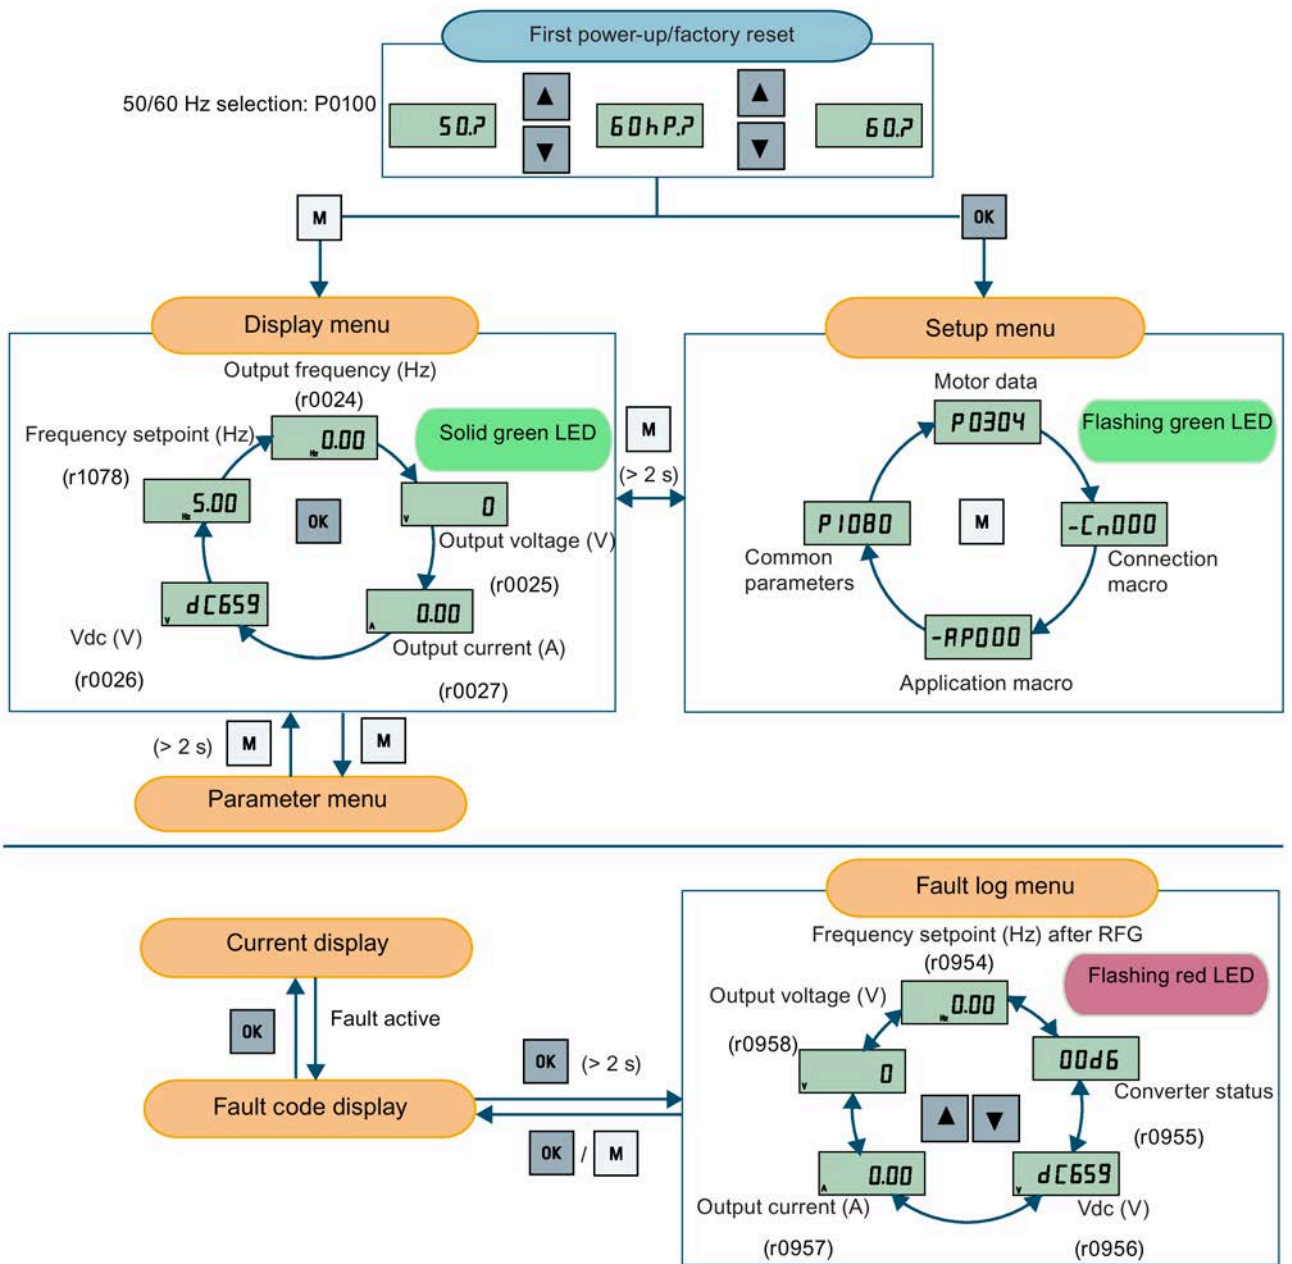 First power-up/factory reset
50/60 Hz selection: P0100
50.?
60hP.?
60.?
M
OK
Display menu
Output frequency (Hz)
(r0024)
Hz 0.00
Solid green LED
Frequency setpoint (Hz)
(r1078)
Hz 5.00
OK
V 0
Output voltage (V)
(r0025)
V dC659
Vdc (V)
(r0026)
A 0.00
Output current (A)
(r0027)
M
(> 2 s)
Setup menu
Motor data
P0304
Flashing green LED
P1080
Common
parameters
M
-Cn000
Connection
macro
-AP000
Application macro
(> 2 s)
M
M
Parameter menu
Current display
OK
Fault active
Fault code display
OK
(> 2 s)
OK / M
Fault log menu
Frequency setpoint (Hz) after RFG
(r0954)
Hz 0.00
Flashing red LED
Output voltage (V)
(r0958)
V 0
00d6
Converter status
(r0955)
A 0.00
Output current (A)
(r0957)
V dC659
Vdc (V)
(r0956)